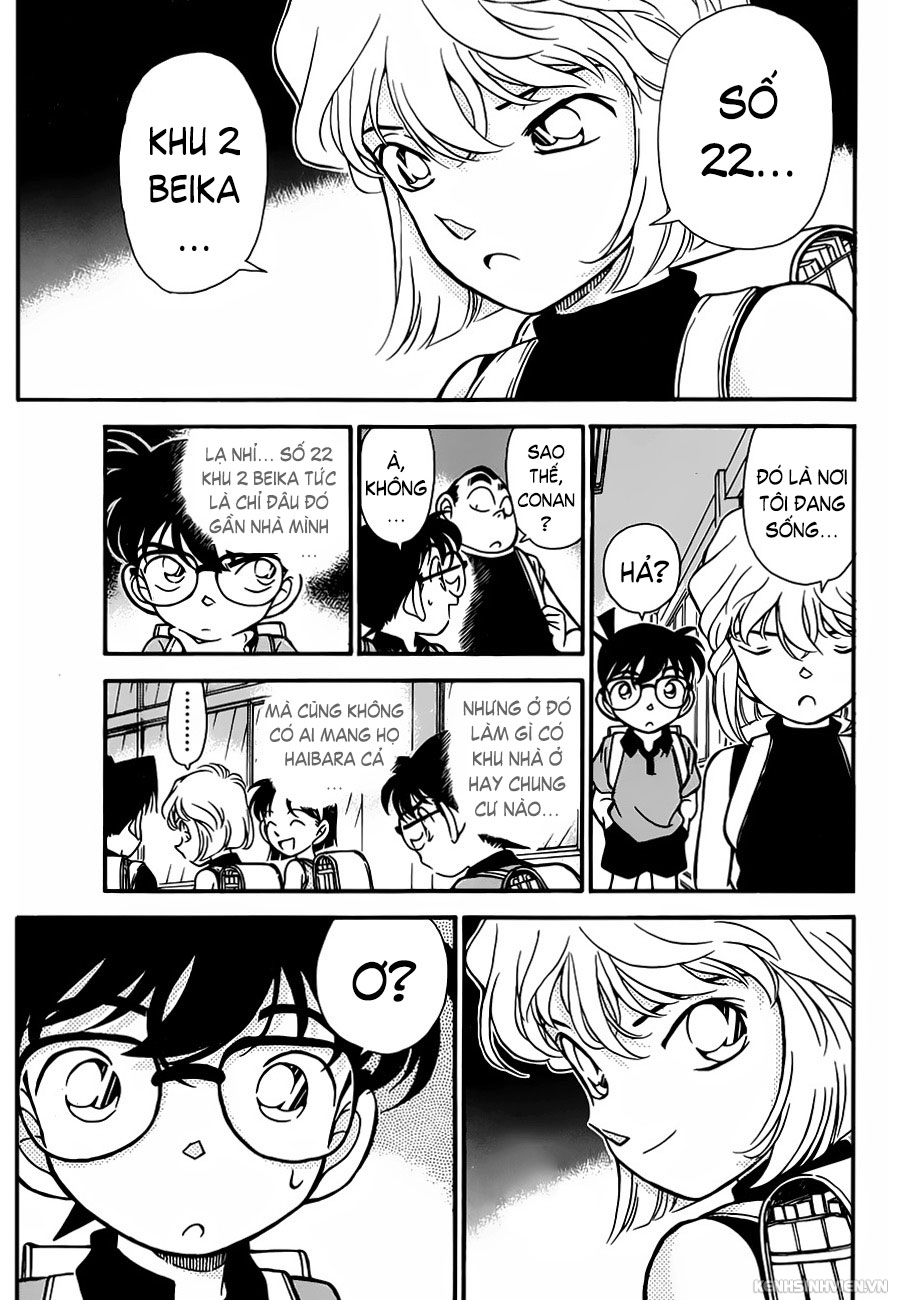 SỐ
22...
KHU 2
BEIKA
...
ĐÓ LÀ NƠI
TÔI ĐANG
SỐNG...
HẢ?
SAO
THẾ,
CONAN
?
À,
KHÔNG
...
LẠ NHỈ... SỐ 22
KHU 2 BEIKA TỨC
LÀ CHỈ ĐÂU ĐÓ
GẦN NHÀ MÌNH
...
NHƯNG Ở ĐÓ
LÀM GÌ CÓ
KHU NHÀ Ở
HAY CHUNG
CƯ NÀO...
MÀ CŨNG KHÔNG
CÓ AI MANG HỌ
HAIBARA CẢ
...
.........
Ơ?
KENHSINHVIEN.VN